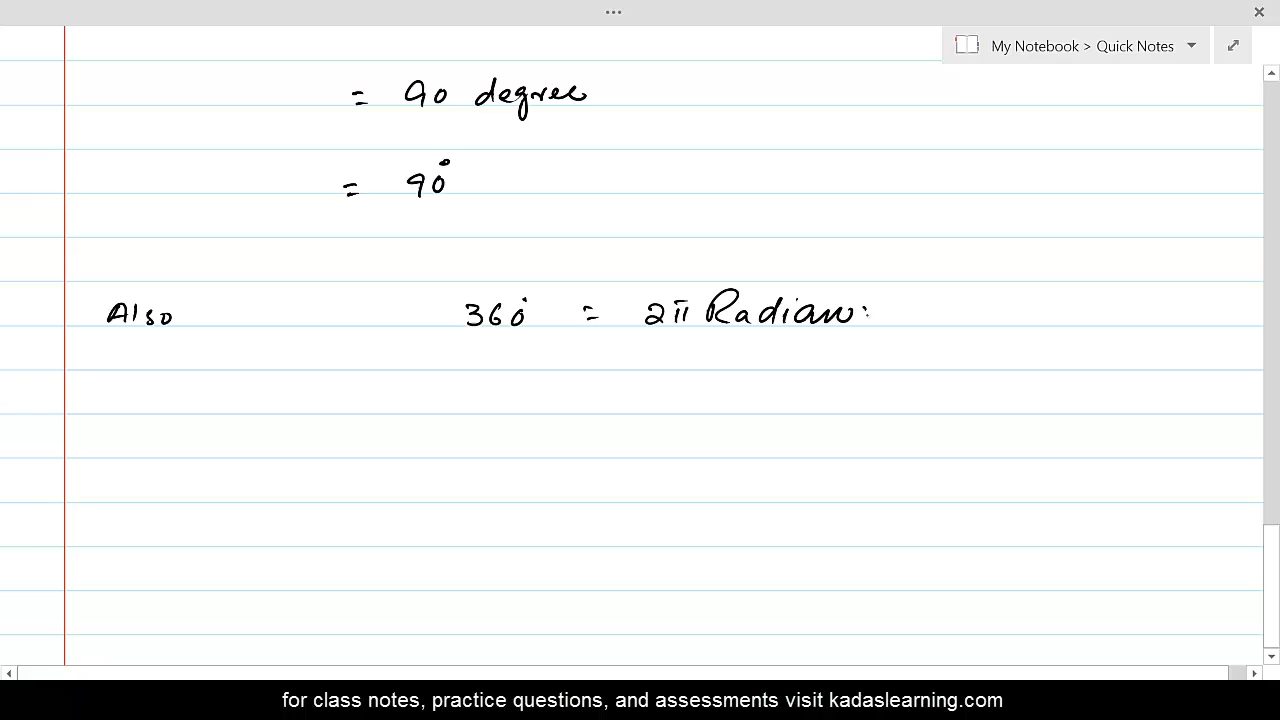 My Notebook > Quick Notes
= 90 degree
= 90°
Also 360° = 2π Radian
for class notes, practice questions, and assessments visit kadaslearning.com